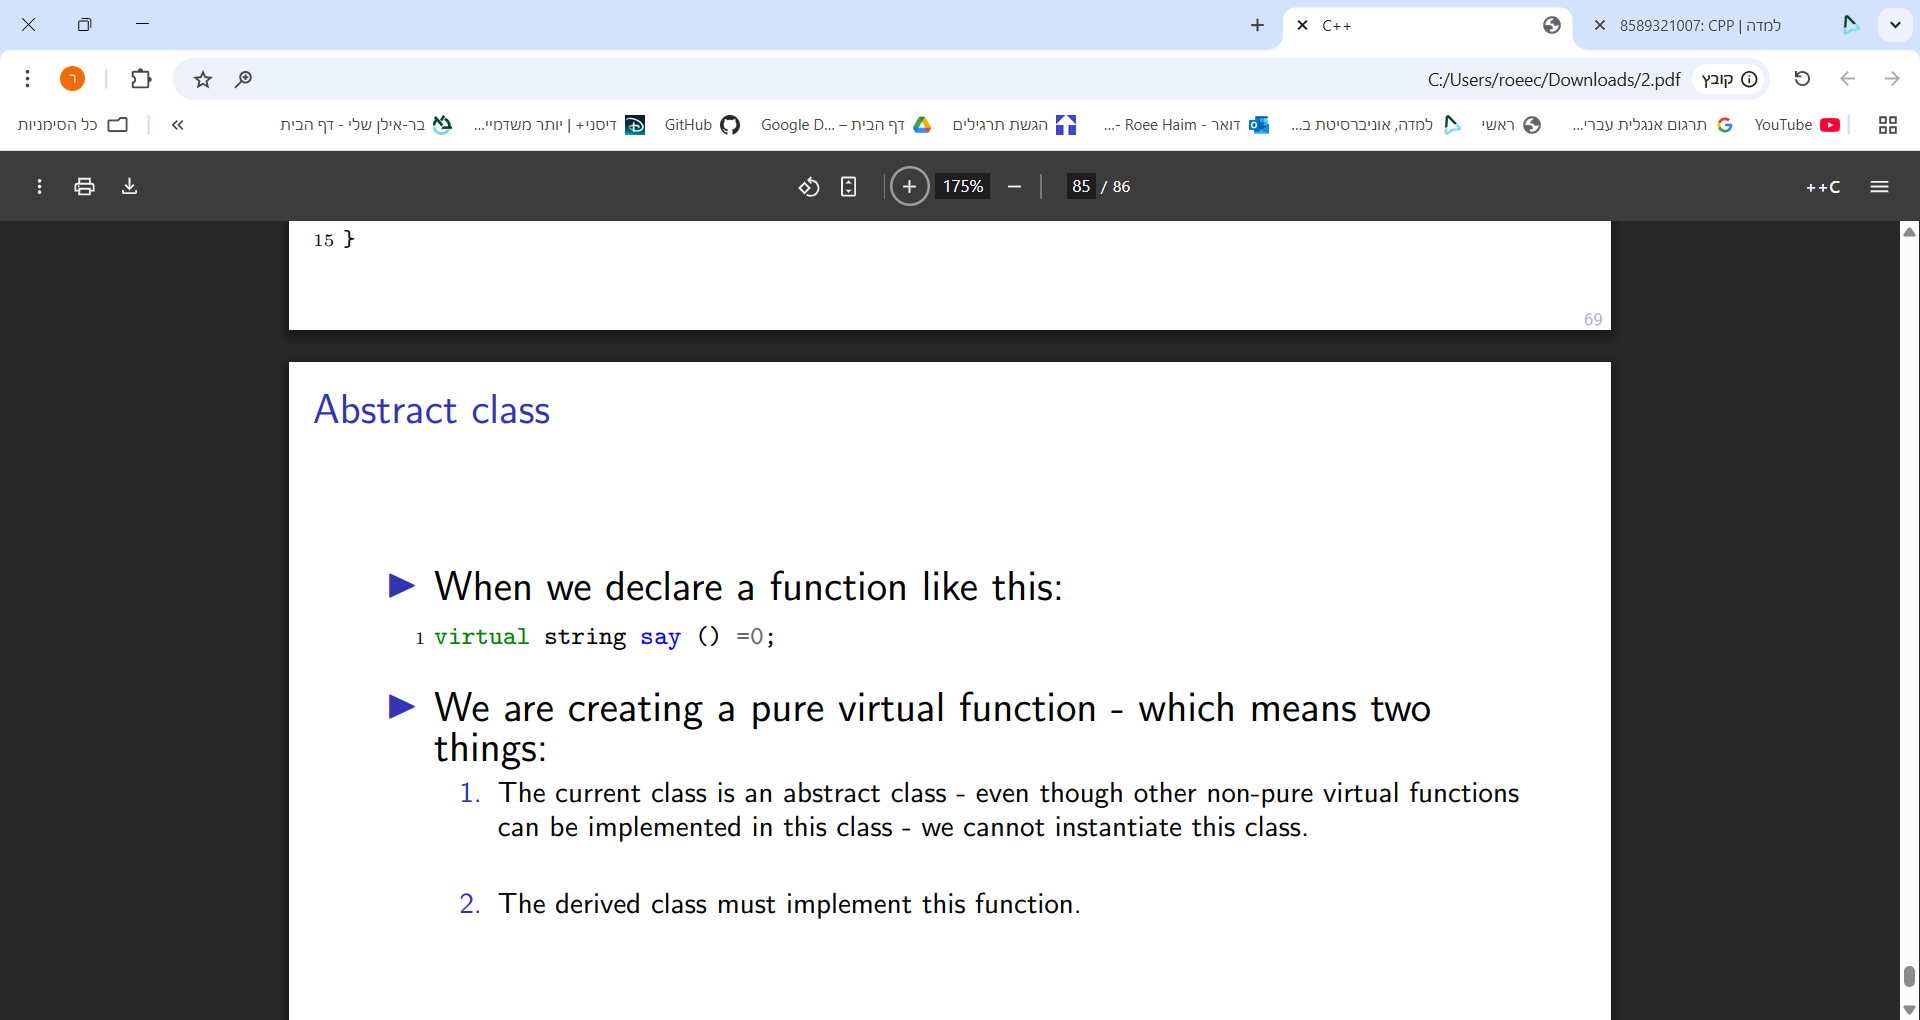 C++
8589321007: CPP | למדה
C:/Users/roeec/Downloads/2.pdf
קובץ
ר
כל הסימניות
«
בר-אילן שלי - דף הבית
דיסני+ | יותר משדמיי...
GitHub
דף הבית – Google D...
הגשת תרגילים
דואר - Roee Haim -...
למדה, אוניברסיטת ב...
ראשי
תרגום אנגלית עברי...
YouTube
175%
85 / 86
++C
15 }
69
Abstract class
When we declare a function like this:
1 virtual string say () =0;
We are creating a pure virtual function - which means two
things:
1. The current class is an abstract class - even though other non-pure virtual functions
can be implemented in this class - we cannot instantiate this class.
2. The derived class must implement this function.